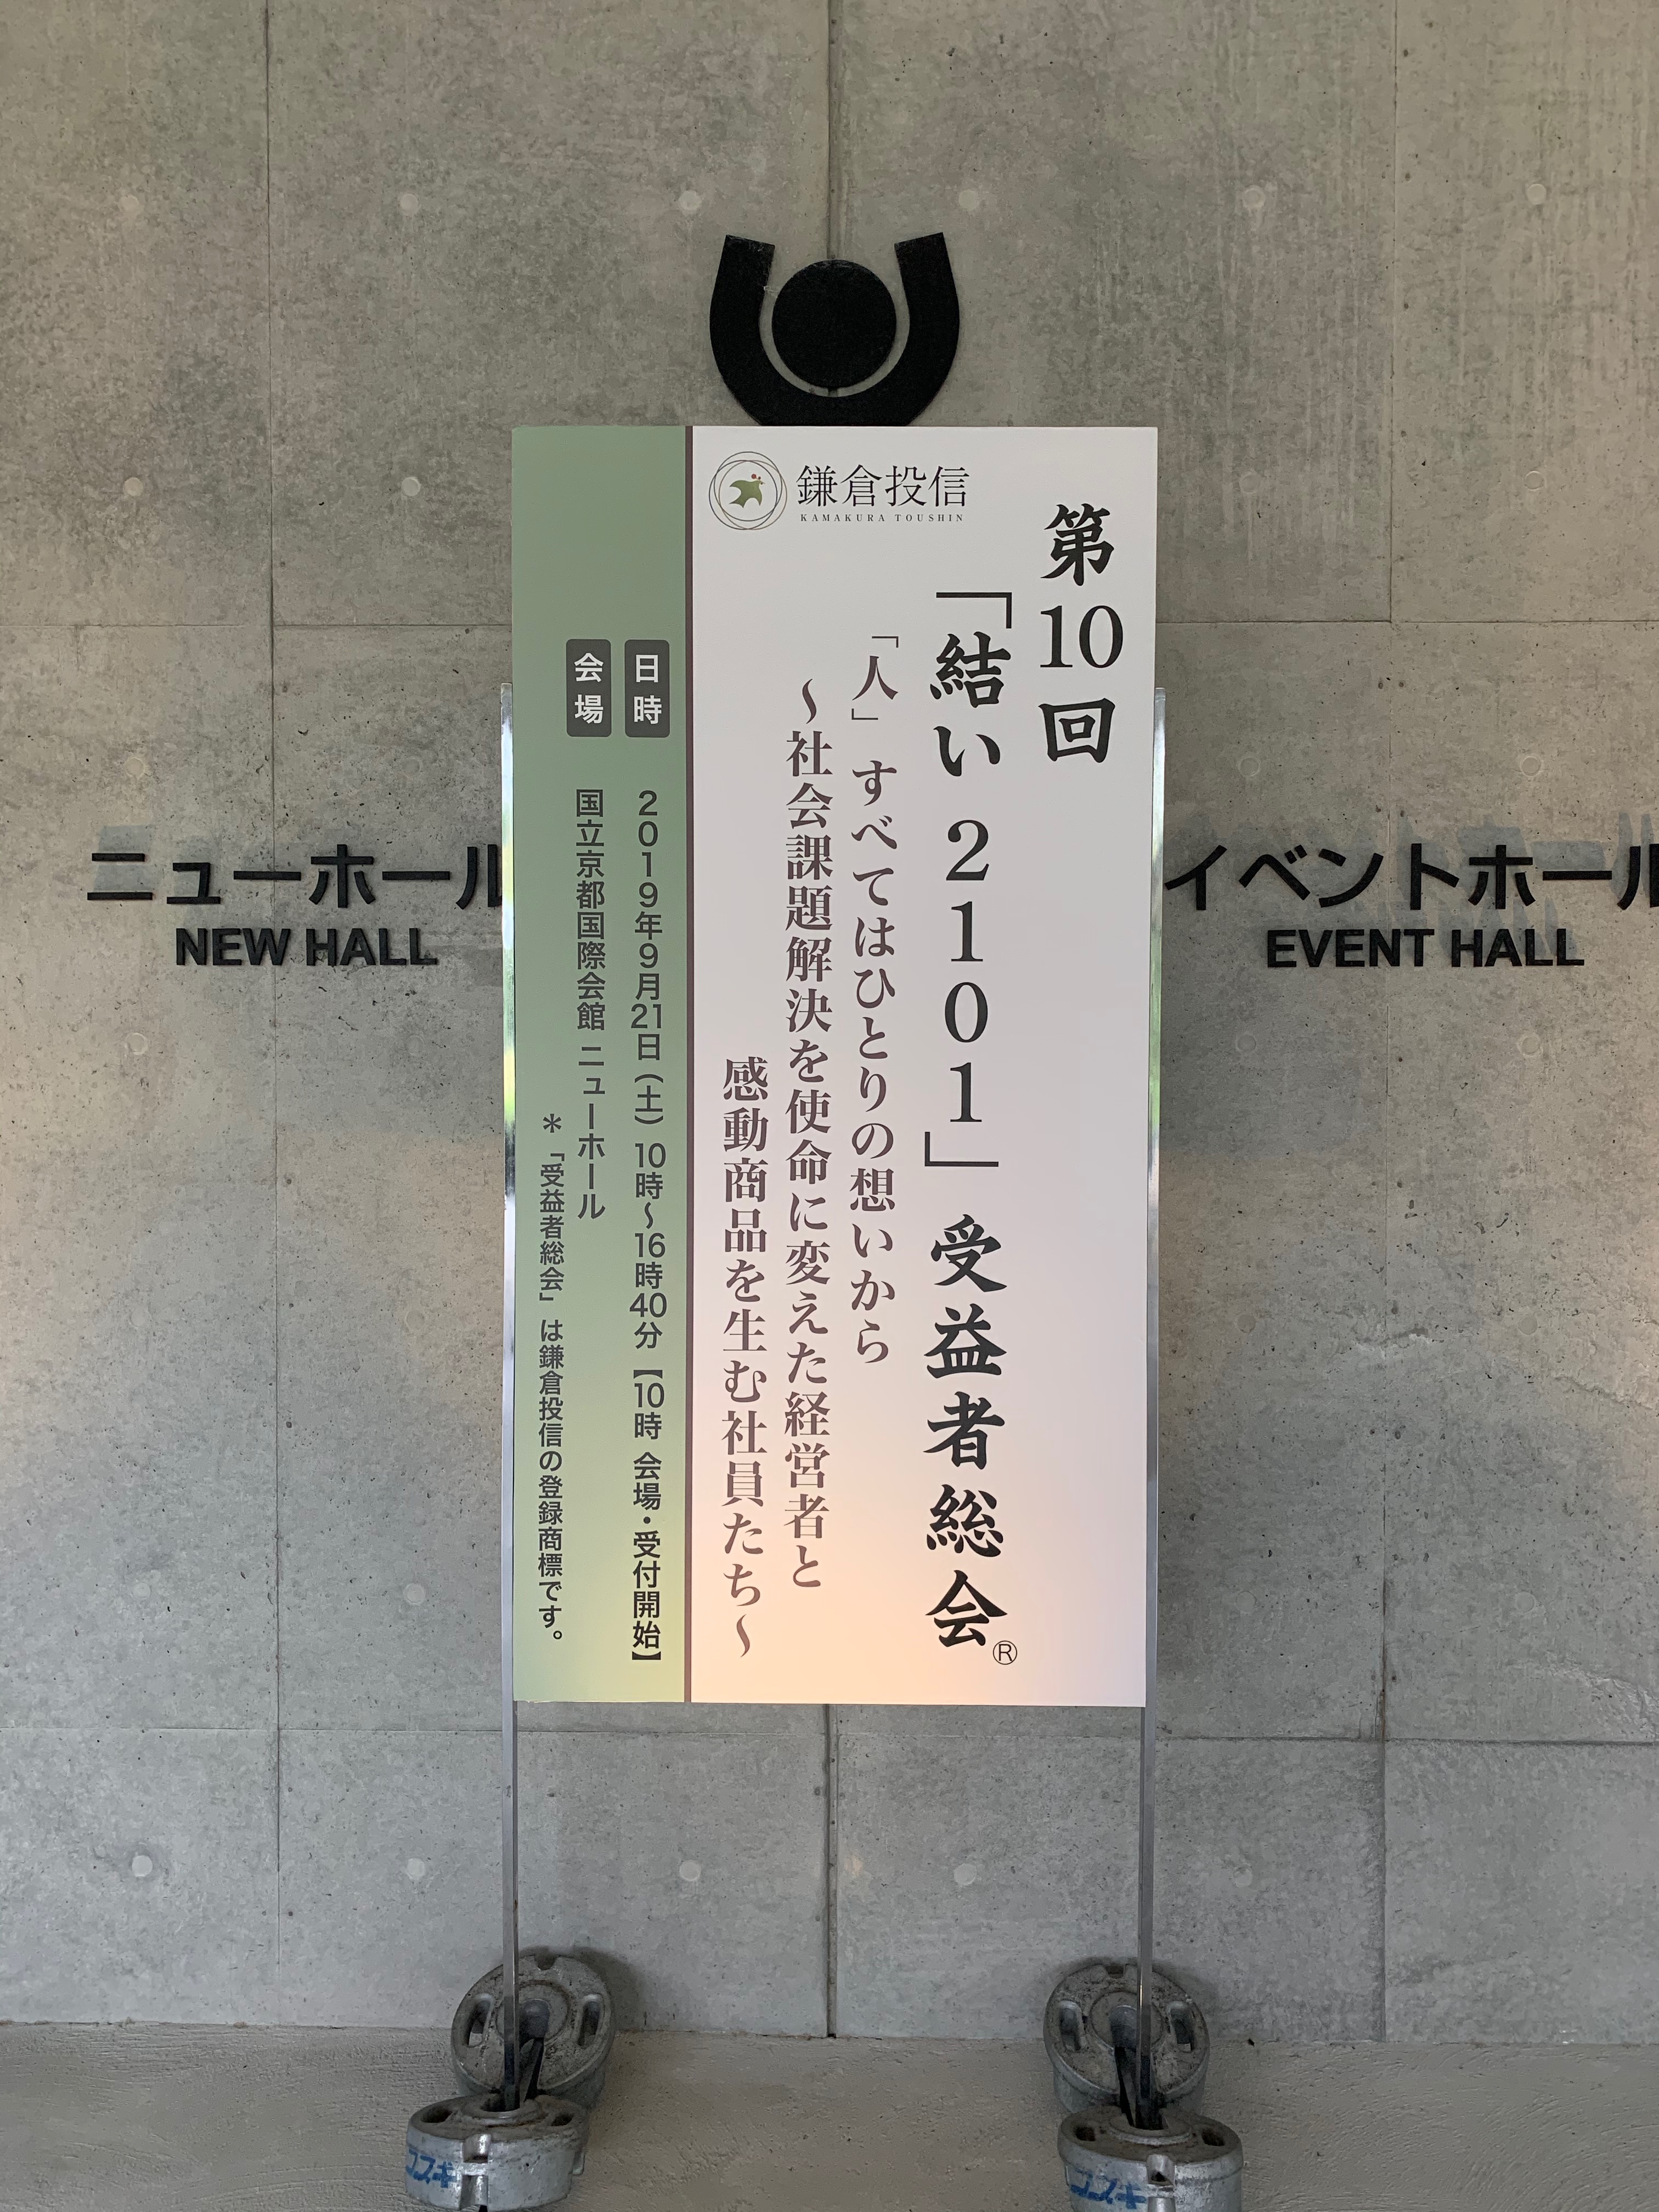 鎌倉投信
KAMAKURA TOUSHIN
第10回
「結い 2101」受益者総会®
「人」すべてはひとりの想いから
〜社会課題解決を使命に変えた経営者と
感動商品を生む社員たち〜
日時 2019年9月21日(土) 10時〜16時40分【10時 会場・受付開始】
会場 国立京都国際会館 ニューホール
＊「受益者総会」は鎌倉投信の登録商標です。
ニューホール
NEW HALL
イベントホール
EVENT HALL
コスギ
コスギ